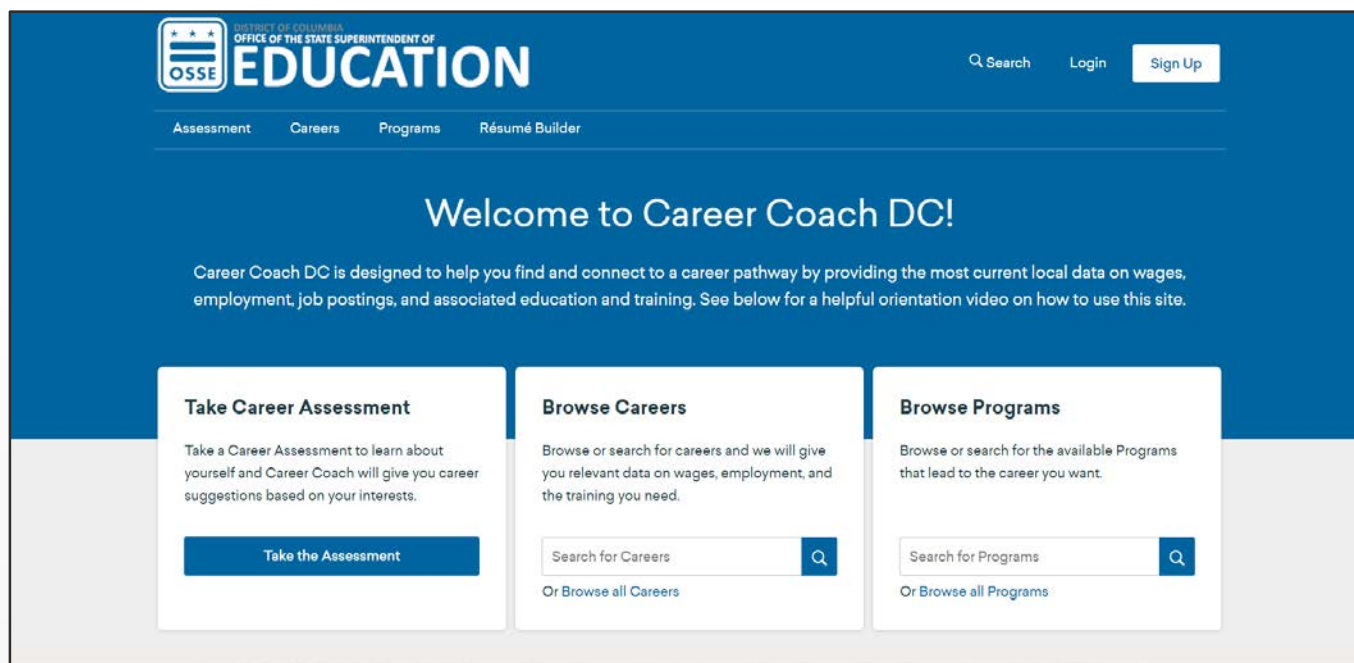 DISTRICT OF COLUMBIA
OFFICE OF THE STATE SUPERINTENDENT OF
OSSE
EDUCATION
Search Login Sign Up
Assessment Careers Programs Résumé Builder
Welcome to Career Coach DC!
Career Coach DC is designed to help you find and connect to a career pathway by providing the most current local data on wages,
employment, job postings, and associated education and training. See below for a helpful orientation video on how to use this site.
Take Career Assessment
Take a Career Assessment to learn about
yourself and Career Coach will give you career
suggestions based on your interests.
Take the Assessment
Browse Careers
Browse or search for careers and we will give
you relevant data on wages, employment, and
the training you need.
Search for Careers
Or Browse all Careers
Browse Programs
Browse or search for the available Programs
that lead to the career you want.
Search for Programs
Or Browse all Programs